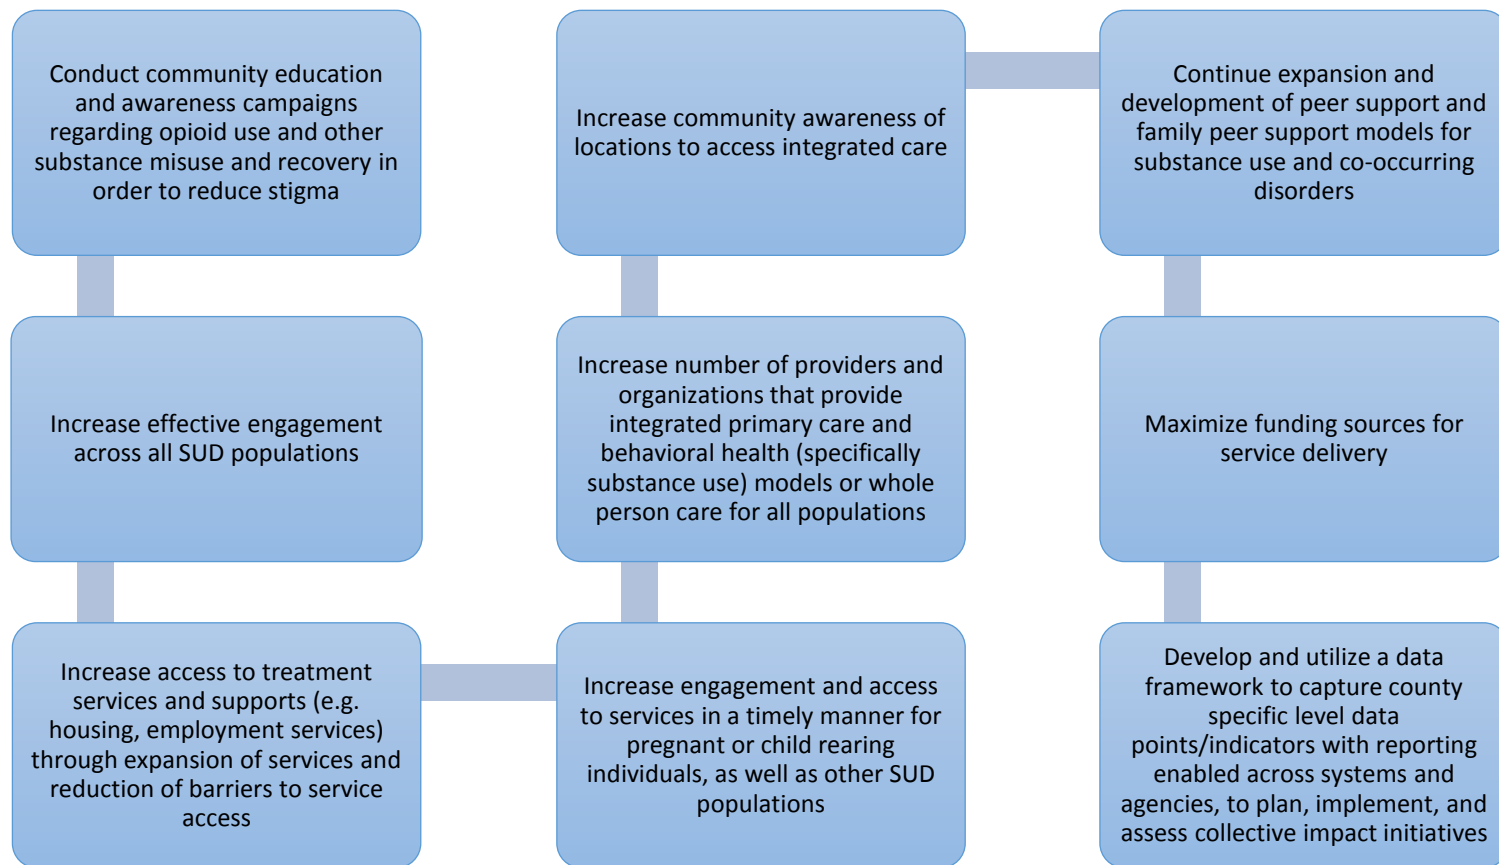 Conduct community education
and awareness campaigns
regarding opioid use and other
substance misuse and recovery in
order to reduce stigma
Increase effective engagement
across all SUD populations
Increase access to treatment
services and supports (e.g.
housing, employment services)
through expansion of services and
reduction of barriers to service
access
Increase engagement and access
to services in a timely manner for
pregnant or child rearing
individuals, as well as other SUD
populations
Increase number of providers and
organizations that provide
integrated primary care and
behavioral health (specifically
substance use) models or whole
person care for all populations
Increase community awareness of
locations to access integrated care
Continue expansion and
development of peer support and
family peer support models for
substance use and co-occurring
disorders
Maximize funding sources for
service delivery
Develop and utilize a data
framework to capture county
specific level data
points/indicators with reporting
enabled across systems and
agencies, to plan, implement, and
assess collective impact initiatives